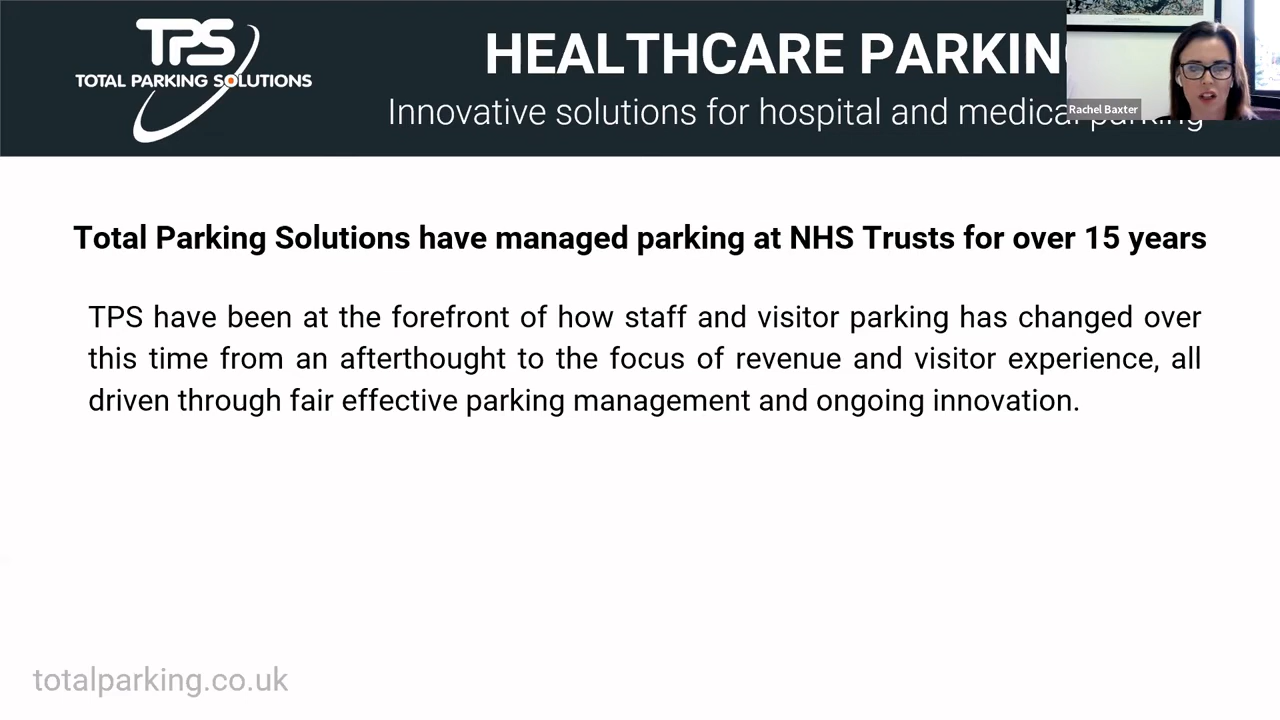 TPS
TOTAL PARKING SOLUTIONS
HEALTHCARE PARKING
Innovative solutions for hospital and medical parking
Rachel Baxter
Total Parking Solutions have managed parking at NHS Trusts for over 15 years
TPS have been at the forefront of how staff and visitor parking has changed over
this time from an afterthought to the focus of revenue and visitor experience, all
driven through fair effective parking management and ongoing innovation.
totalparking.co.uk